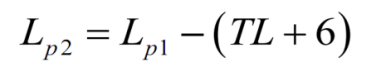 L_{p2} = L_{p1} − (TL + 6)